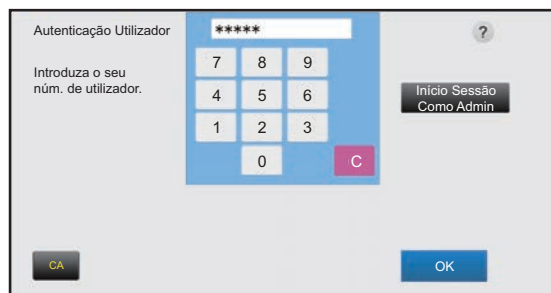 Autenticação Utilizador
*****
?
Introduza o seu
núm. de utilizador.
7 8 9
4 5 6
1 2 3
0 C
Início Sessão
Como Admin
CA
OK